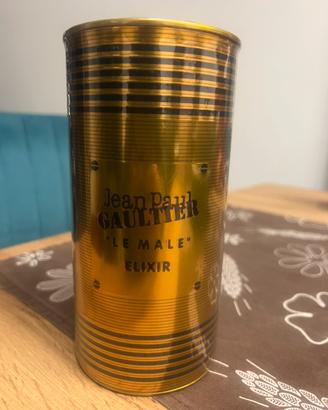 Jean Paul
GAULTIER
"LE MALE"
ELIXIR